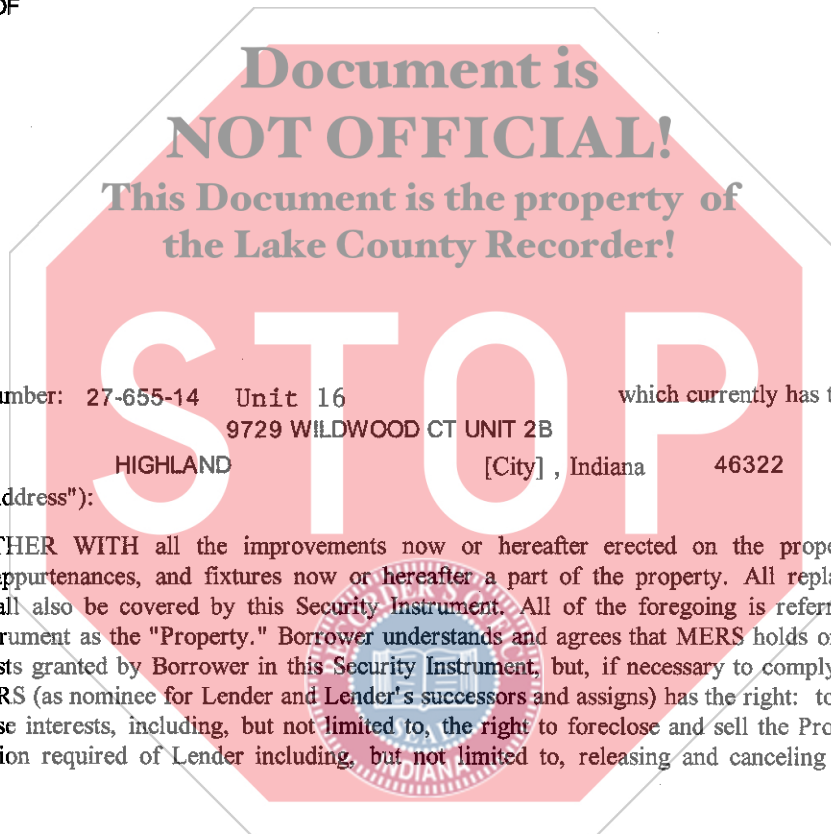 OF
Document is
NOT OFFICIAL!
This Document is the property of
the Lake County Recorder!
STOP
umber: 27-655-14 Unit 16 which currently has t
9729 WILDWOOD CT UNIT 2B
HIGHLAND [City] , Indiana 46322
ddress"):
THER WITH all the improvements now or hereafter erected on the prope
appurtenances, and fixtures now or hereafter a part of the property. All repla
all also be covered by this Security Instrument. All of the foregoing is referr
rument as the "Property." Borrower understands and agrees that MERS holds o
sts granted by Borrower in this Security Instrument, but, if necessary to comply
RS (as nominee for Lender and Lender's successors and assigns) has the right: to
se interests, including, but not limited to, the right to foreclose and sell the Pro
ion required of Lender including, but not limited to, releasing and canceling
RECORDER'S OFFICE
SEAL
INDIANA